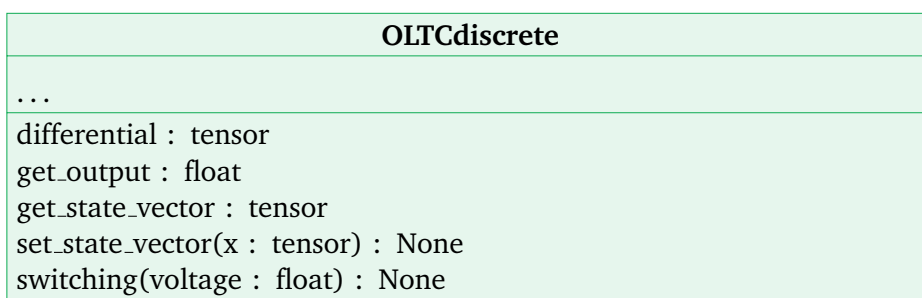 OLTCdiscrete
...
differential : tensor
get_output : float
get_state_vector : tensor
set_state_vector(x : tensor) : None
switching(voltage : float) : None